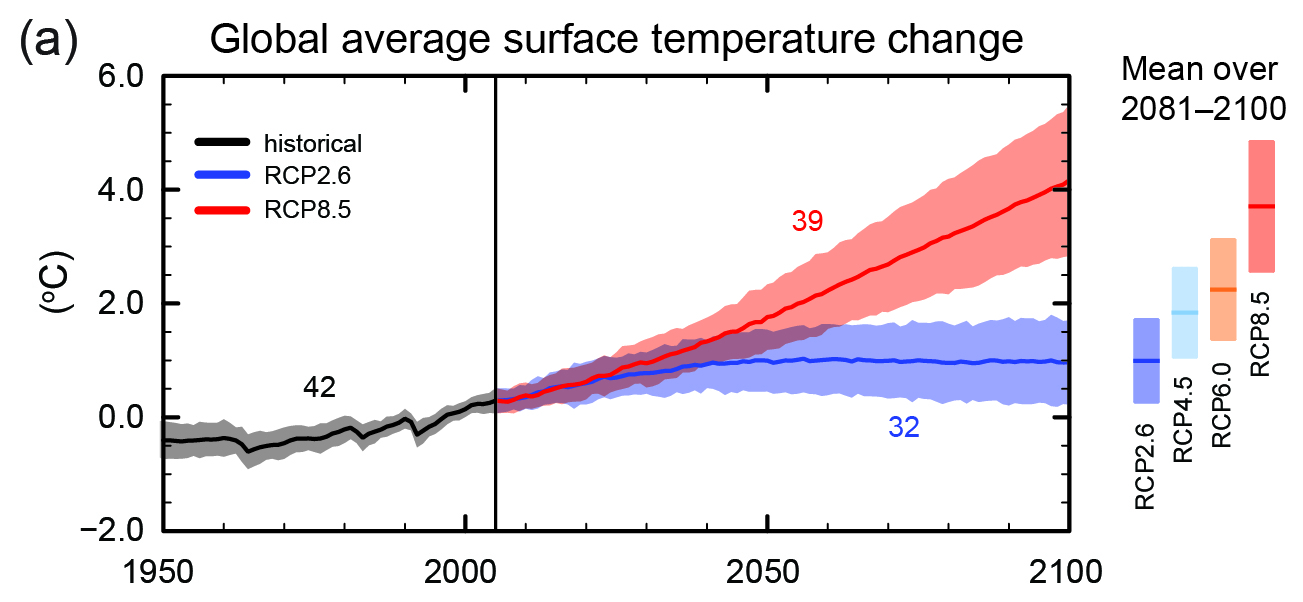 (a)
Global average surface temperature change
6.0
4.0
2.0
0.0
−2.0
(ºC)
historical
RCP2.6
RCP8.5
42
39
32
1950
2000
2050
2100
Mean over
2081–2100
RCP2.6
RCP4.5
RCP6.0
RCP8.5